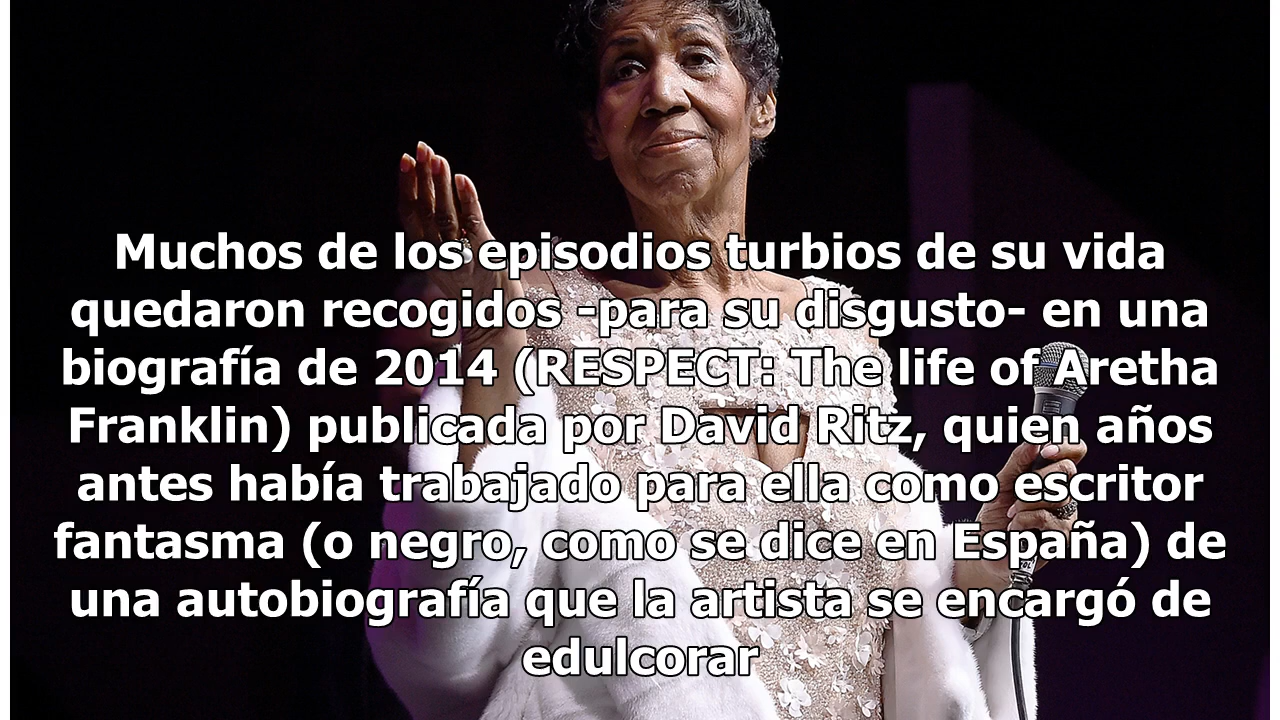 Muchos de los episodios turbios de su vida
quedaron recogidos -para su disgusto- en una
biografía de 2014 (RESPECT: The life of Aretha
Franklin) publicada por David Ritz, quien años
antes había trabajado para ella como escritor
fantasma (o negro, como se dice en España) de
una autobiografía que la artista se encargó de
edulcorar